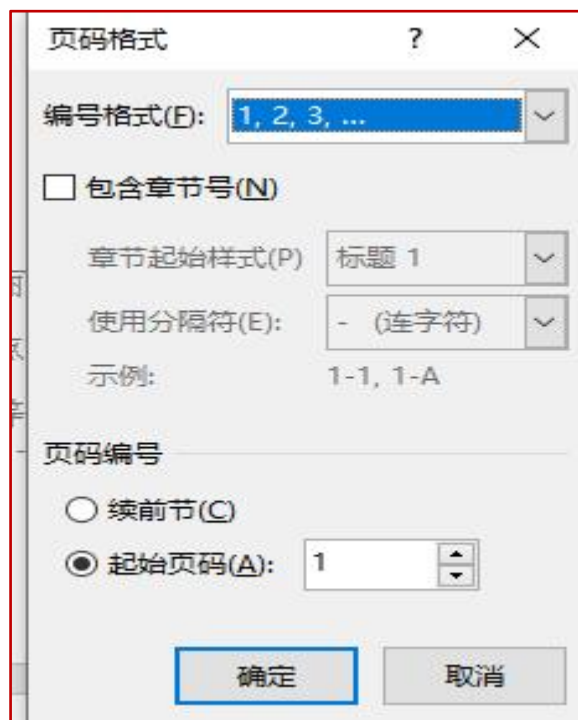 页码格式 ?
编号格式(F): 1, 2, 3, ...
包含章节号(N)
章节起始样式(P) 标题 1
使用分隔符(E): - (连字符)
示例: 1-1, 1-A
页码编号
续前节(C)
起始页码(A): 1
确定 取消